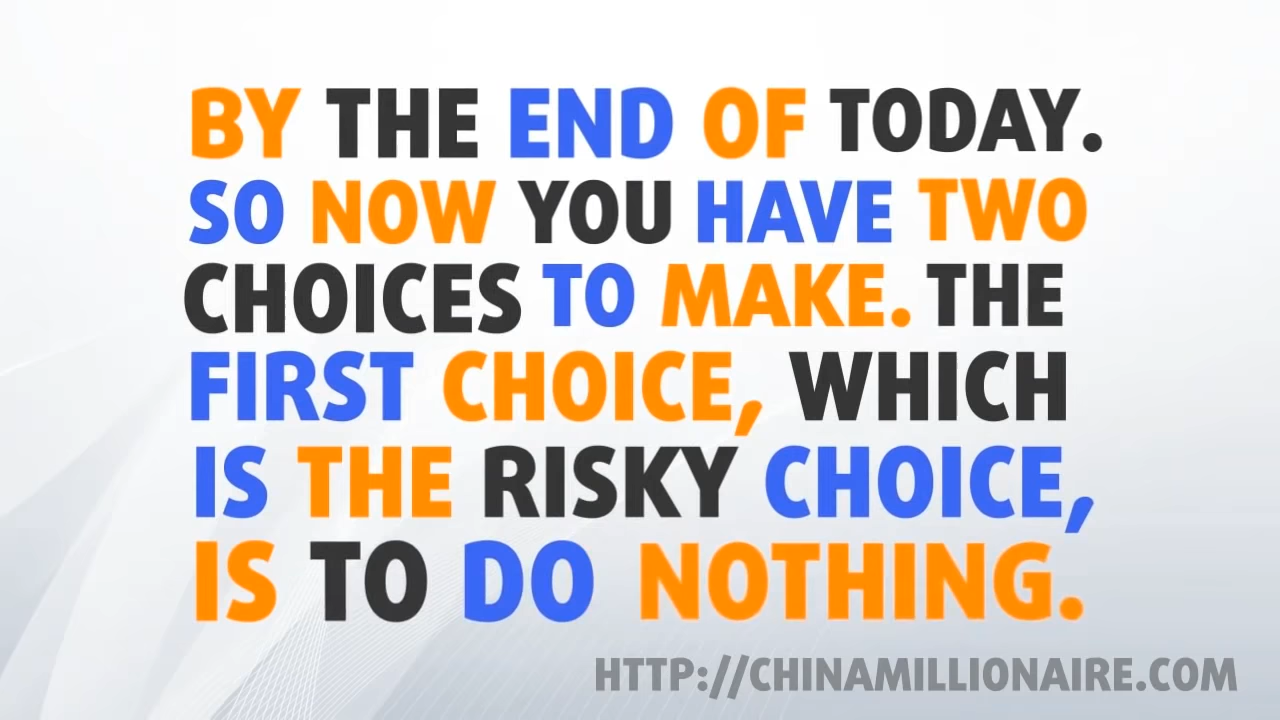 BY THE END OF TODAY.
SO NOW YOU HAVE TWO
CHOICES TO MAKE. THE
FIRST CHOICE, WHICH
IS THE RISKY CHOICE,
IS TO DO NOTHING.
HTTP://CHINAMILLIONAIRE.COM